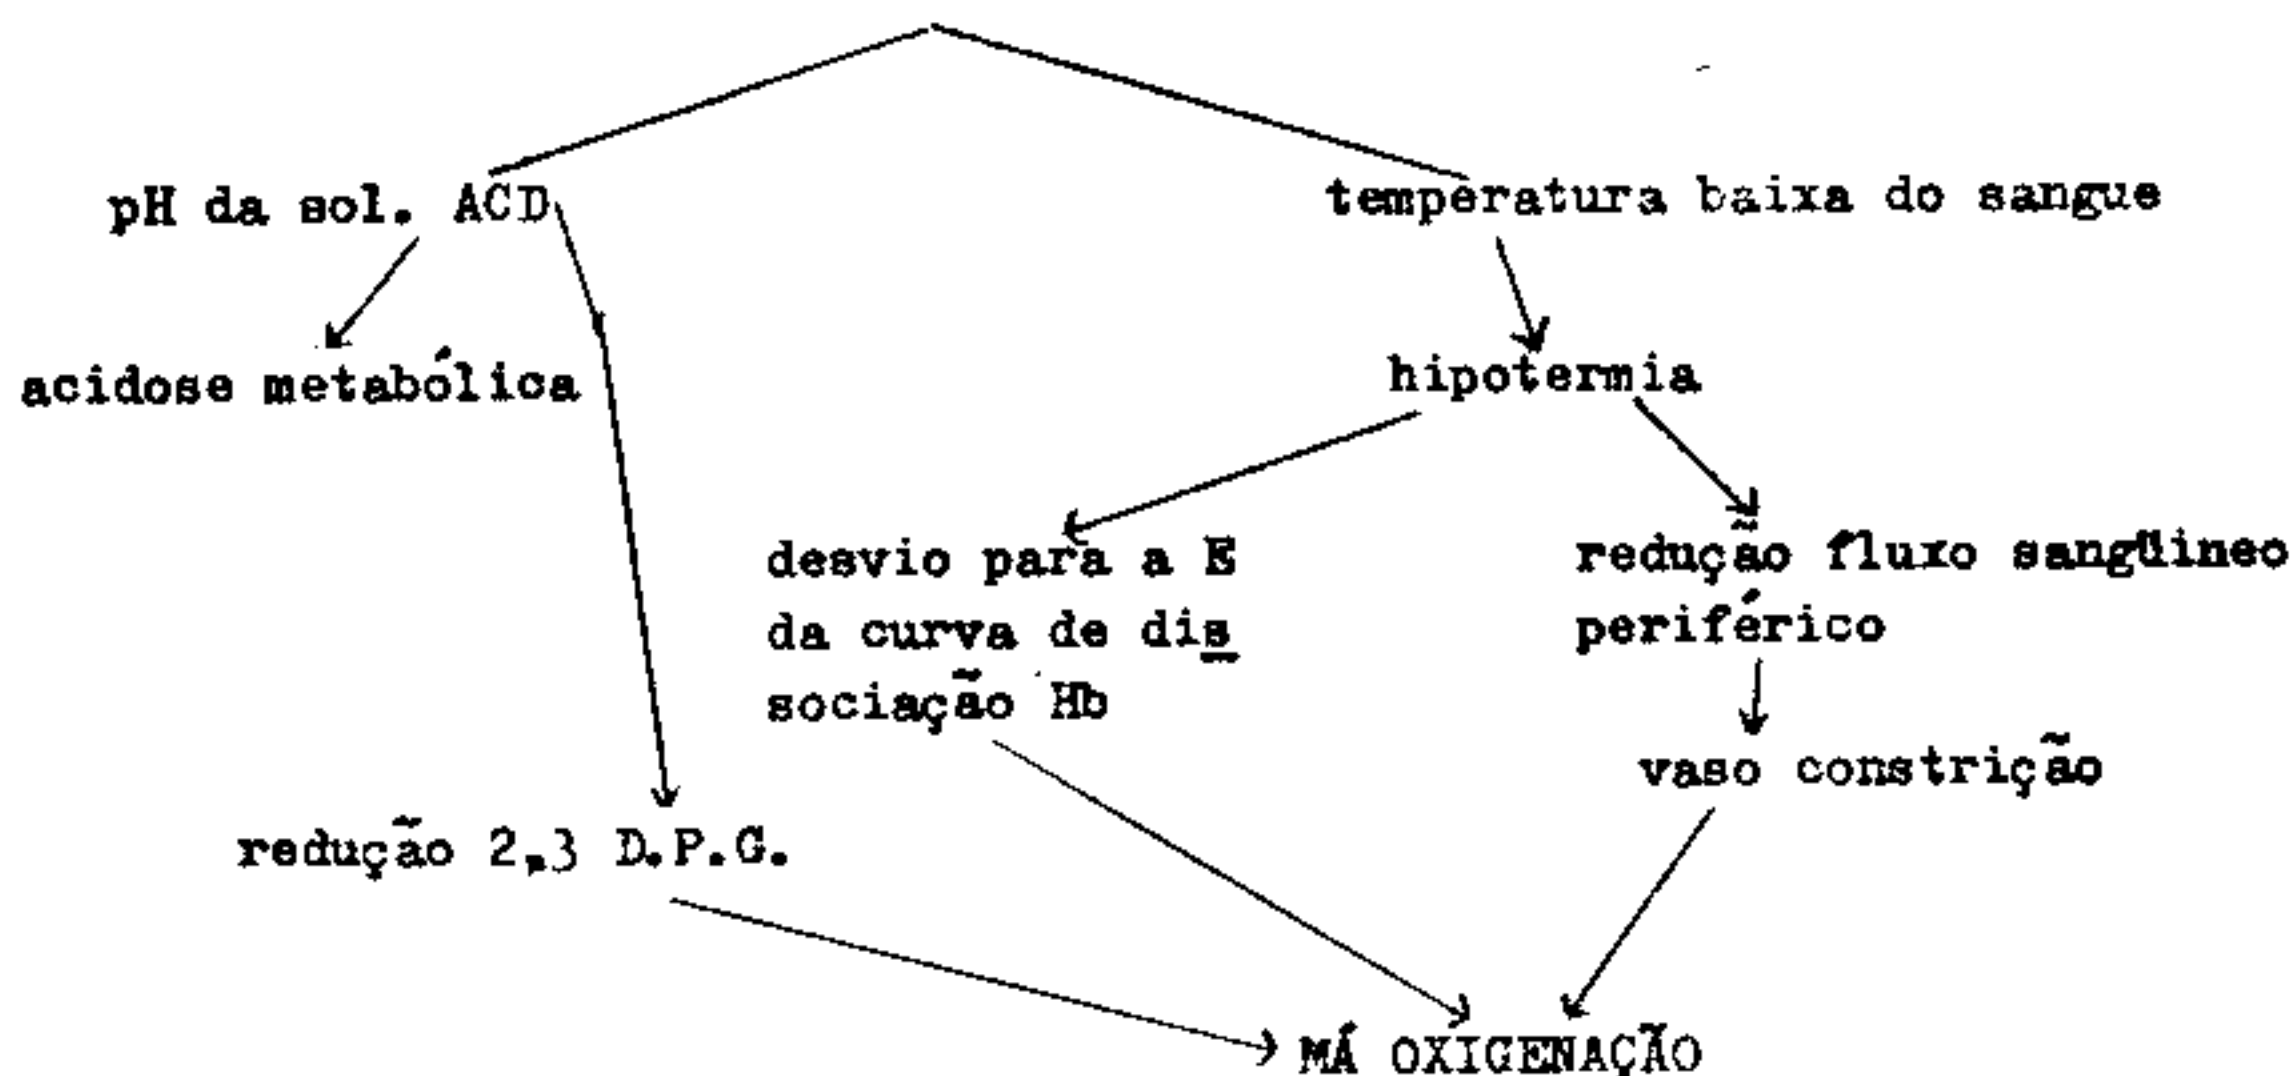 pH da sol. ACD
temperatura baixa do sangue
acidose metabólica
hipotermia
desvio para a E
da curva de dis
sociação Hb
redução fluxo sangüineo
periférico
vaso constrição
redução 2,3 D.P.G.
MÁ OXIGENAÇÃO